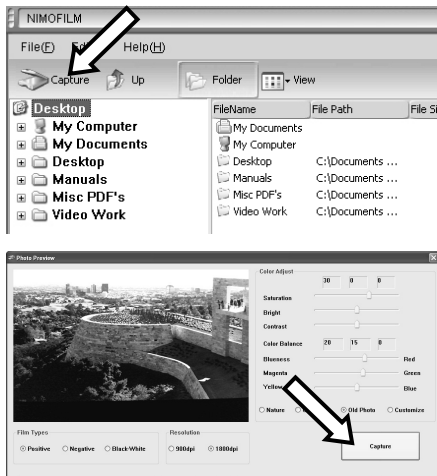 NIMOFILM
File(F) Help(H)
Capture Up Folder View
Desktop
My Computer
My Documents
Desktop
Manuals
Misc PDF's
Video Work
FileName File Path File Si
My Documents
My Computer
Desktop C:\Documents ...
Manuals C:\Documents ...
Misc PDF's C:\Documents ...
Video Work C:\Documents ...
Photo Preview
Color Adjust
30 0 0
Saturation
Bright
Contrast
Color Balance 20 15 0
Blueness Red
Magenta Green
Yellow Blue
Nature Old Photo Customize
Film Types
Positive Negative Black-White
Resolution
900dpi 1800dpi
Capture